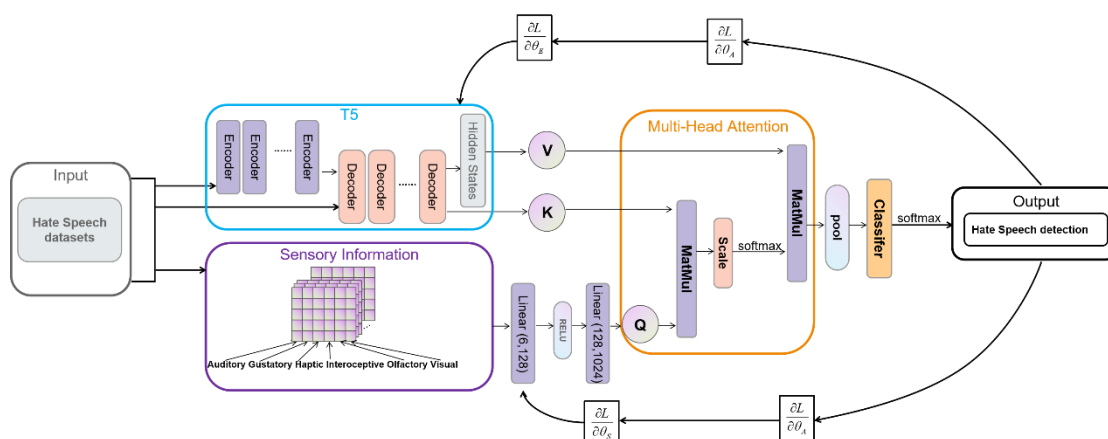 ∂L
∂θ_E
∂L
∂θ_A
T5
Encoder
Encoder
......
Encoder
Decoder
Decoder
......
Decoder
Hidden States
V
K
Multi-Head Attention
MatMul
Scale
softmax
MatMul
pool
Classifer
softmax
Input
Hate Speech
datasets
Output
Hate Speech detection
Sensory Information
......
Auditory Gustatory Haptic Interoceptive Olfactory Visual
Linear (6,128)
RELU
Linear (128,1024)
Q
∂L
∂θ_S
∂L
∂θ_A